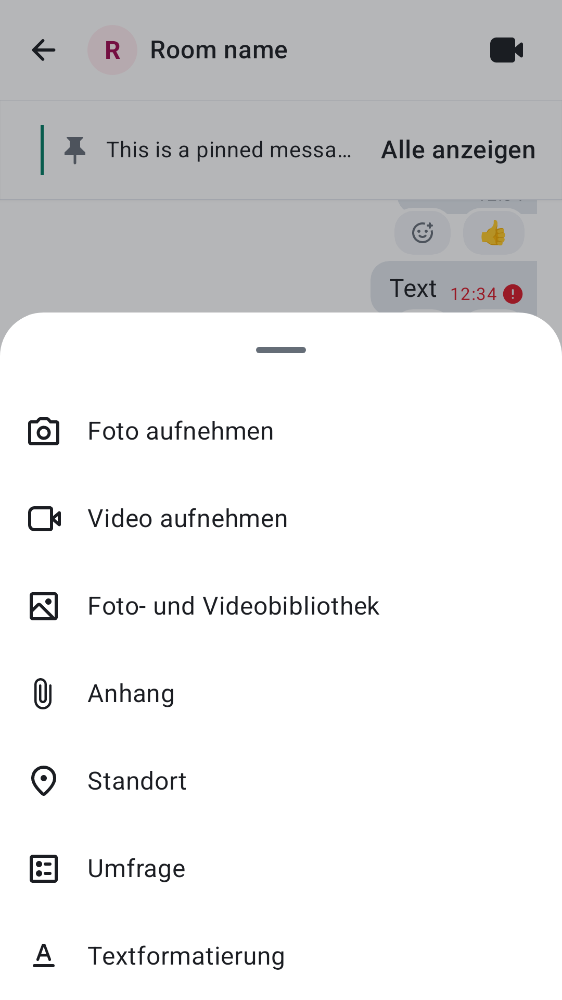 R Room name
This is a pinned messa… Alle anzeigen
Text 12:34
Foto aufnehmen
Video aufnehmen
Foto- und Videobibliothek
Anhang
Standort
Umfrage
Textformatierung